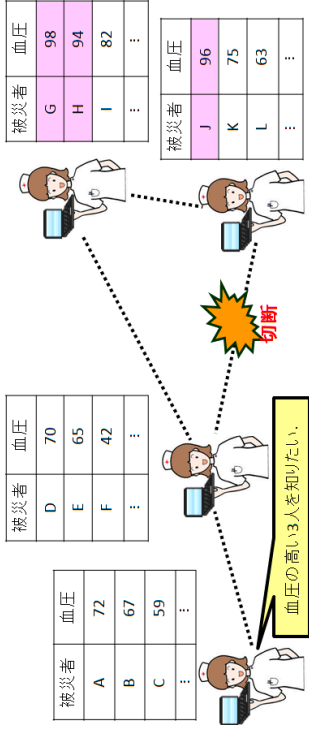 被災者 血圧
A 72
B 67
C 59
⋮ ⋮
被災者 血圧
D 70
E 65
F 42
⋮ ⋮
被災者 血圧
G 98
H 94
I 82
⋮ ⋮
被災者 血圧
J 96
K 75
L 63
⋮ ⋮
切断
血圧の高い3人を知りたい.